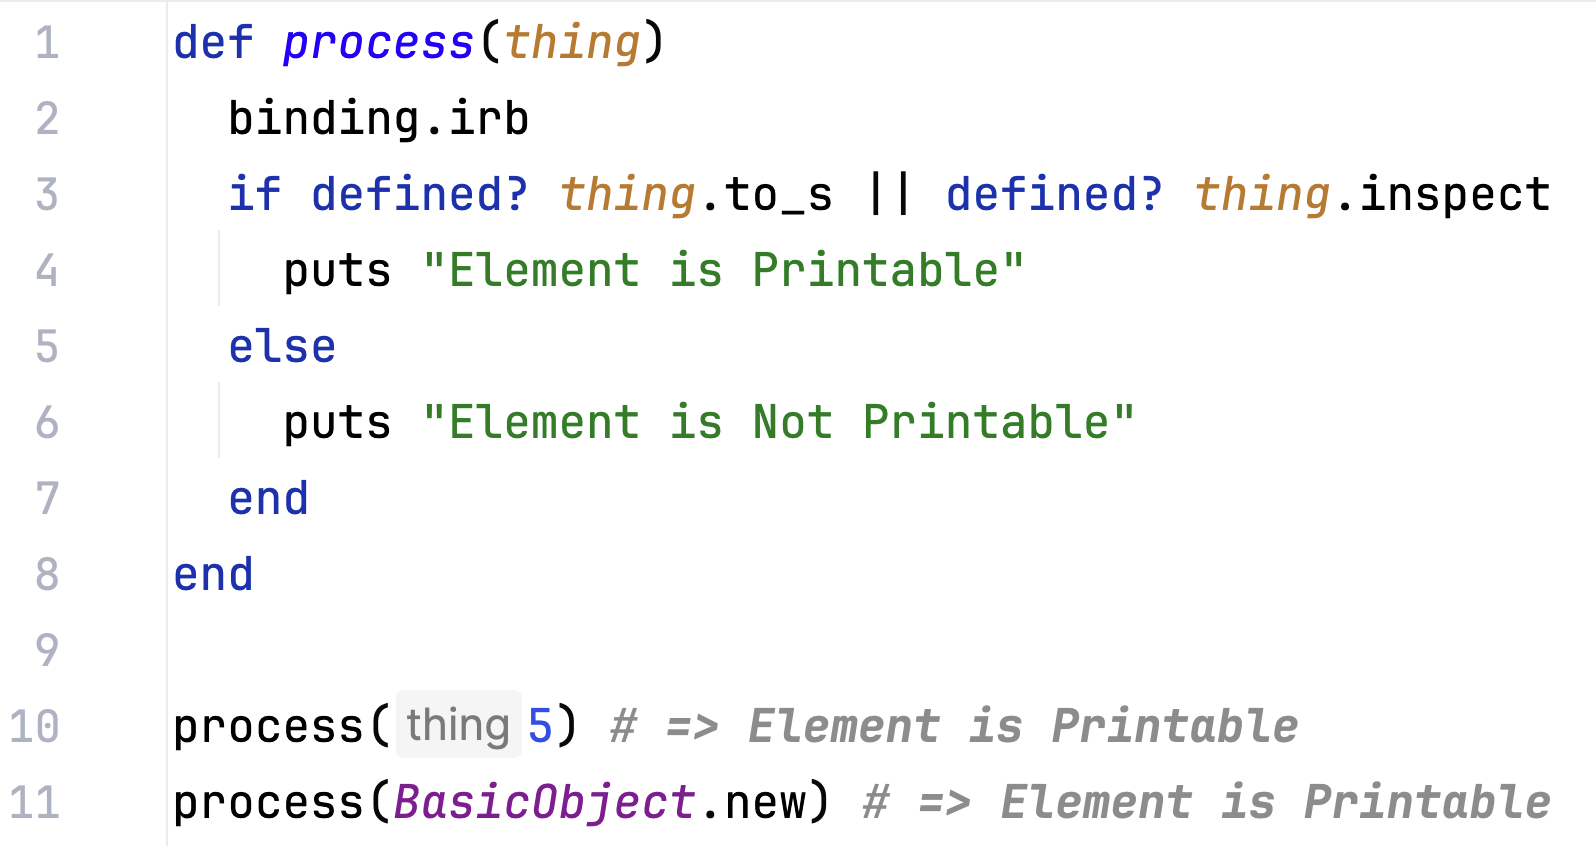 1 def process(thing)
2   binding.irb
3   if defined? thing.to_s || defined? thing.inspect
4     puts "Element is Printable"
5   else
6     puts "Element is Not Printable"
7   end
8 end
9
10 process( thing 5) # => Element is Printable
11 process(BasicObject.new) # => Element is Printable